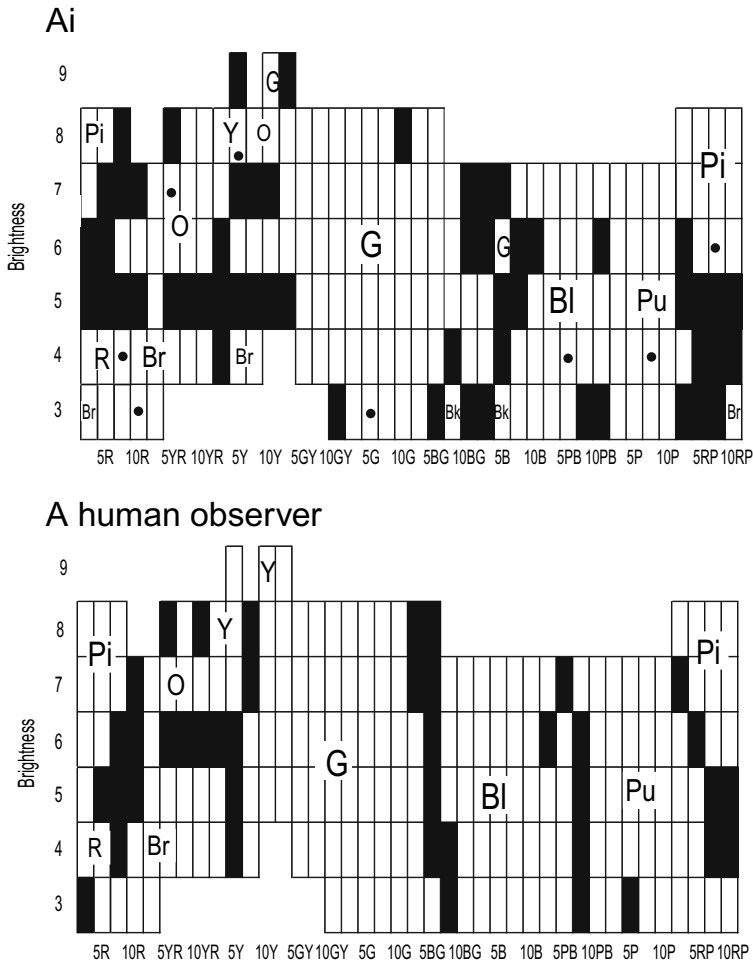 Ai
9
G
8
Pi
Y
O
Pi
7
O
Brightness
6
G
G
5
Bl
Pu
4
R
Br
Br
3
Br
Bk
Bk
Br
5R 10R 5YR 10YR 5Y 10Y 5GY 10GY 5G 10G 5BG 10BG 5B 10B 5PB 10PB 5P 10P 5RP 10RP
A human observer
9
Y
8
Y
Pi
Pi
7
O
Brightness
6
G
5
Bl
Pu
4
R
Br
3
5R 10R 5YR 10YR 5Y 10Y 5GY 10GY 5G 10G 5BG 10BG 5B 10B 5PB 10PB 5P 10P 5RP 10RP